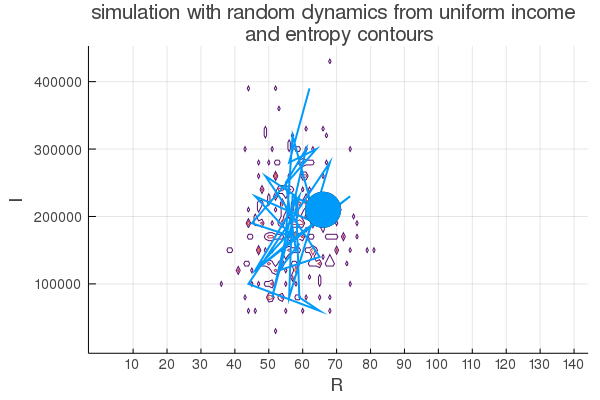 simulation with random dynamics from uniform income
and entropy contours
I
400000
300000
200000
100000
10 20 30 40 50 60 70 80 90 100 110 120 130 140
R